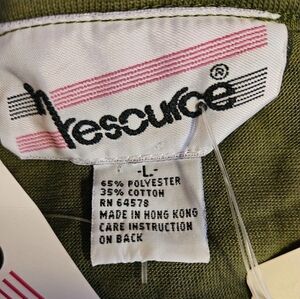 resource®
-L-
65% POLYESTER
35% COTTON
RN 64578
MADE IN HONG KONG
CARE INSTRUCTION
ON BACK